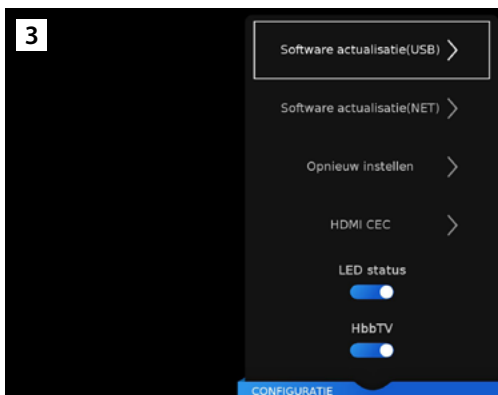 3
Software actualisatie(USB)
Software actualisatie(NET)
Opnieuw instellen
HDMI CEC
LED status
HbbTV
CONFIGURATIE